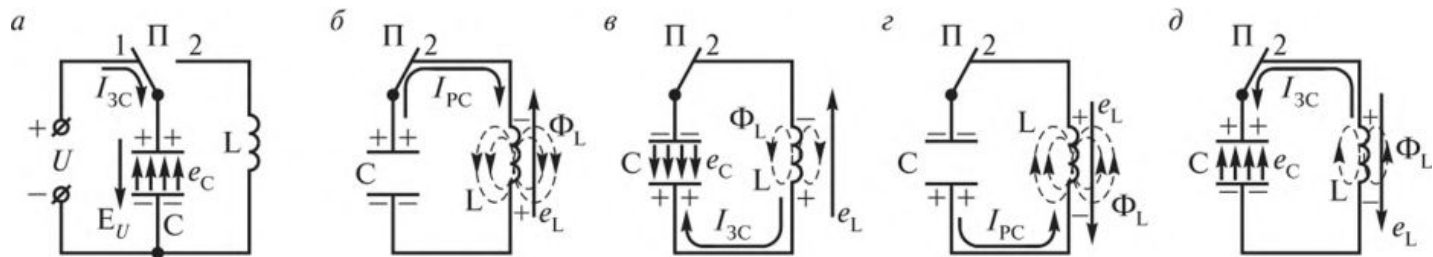 а
1 П 2
I3C
+ U −
+ +
eC
EU
− −
C
L
б
П 2
IPC
+ +
C
− −
− ΦL
L
+ eL
в
П 2
− −
C eC
+ +
ΦL −
L +
I3C
eL
г
П 2
− −
C
+ +
IPC
L + eL
− ΦL
д
П 2
I3C
+ +
C eC
− −
+
ΦL
L −
eL